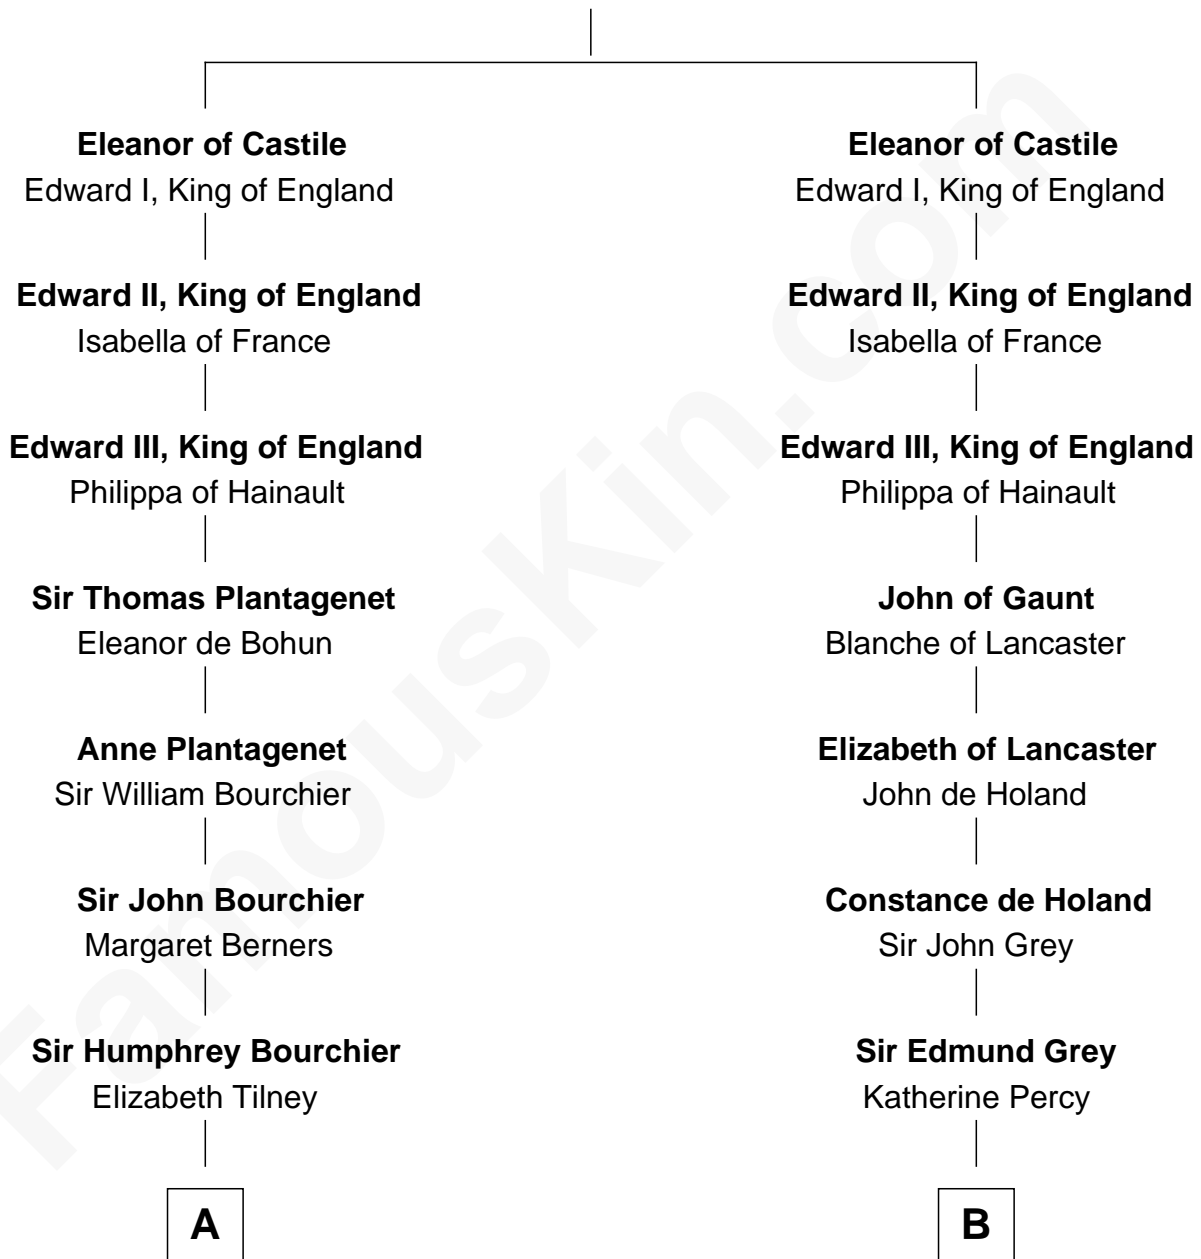 Eleanor of Castile
Edward I, King of England
Edward II, King of England
Isabella of France
Edward III, King of England
Philippa of Hainault
Sir Thomas Plantagenet
Eleanor de Bohun
Anne Plantagenet
Sir William Bourchier
Sir John Bourchier
Margaret Berners
Sir Humphrey Bourchier
Elizabeth Tilney
A
Eleanor of Castile
Edward I, King of England
Edward II, King of England
Isabella of France
Edward III, King of England
Philippa of Hainault
John of Gaunt
Blanche of Lancaster
Elizabeth of Lancaster
John de Holand
Constance de Holand
Sir John Grey
Sir Edmund Grey
Katherine Percy
B
FamousKin.com